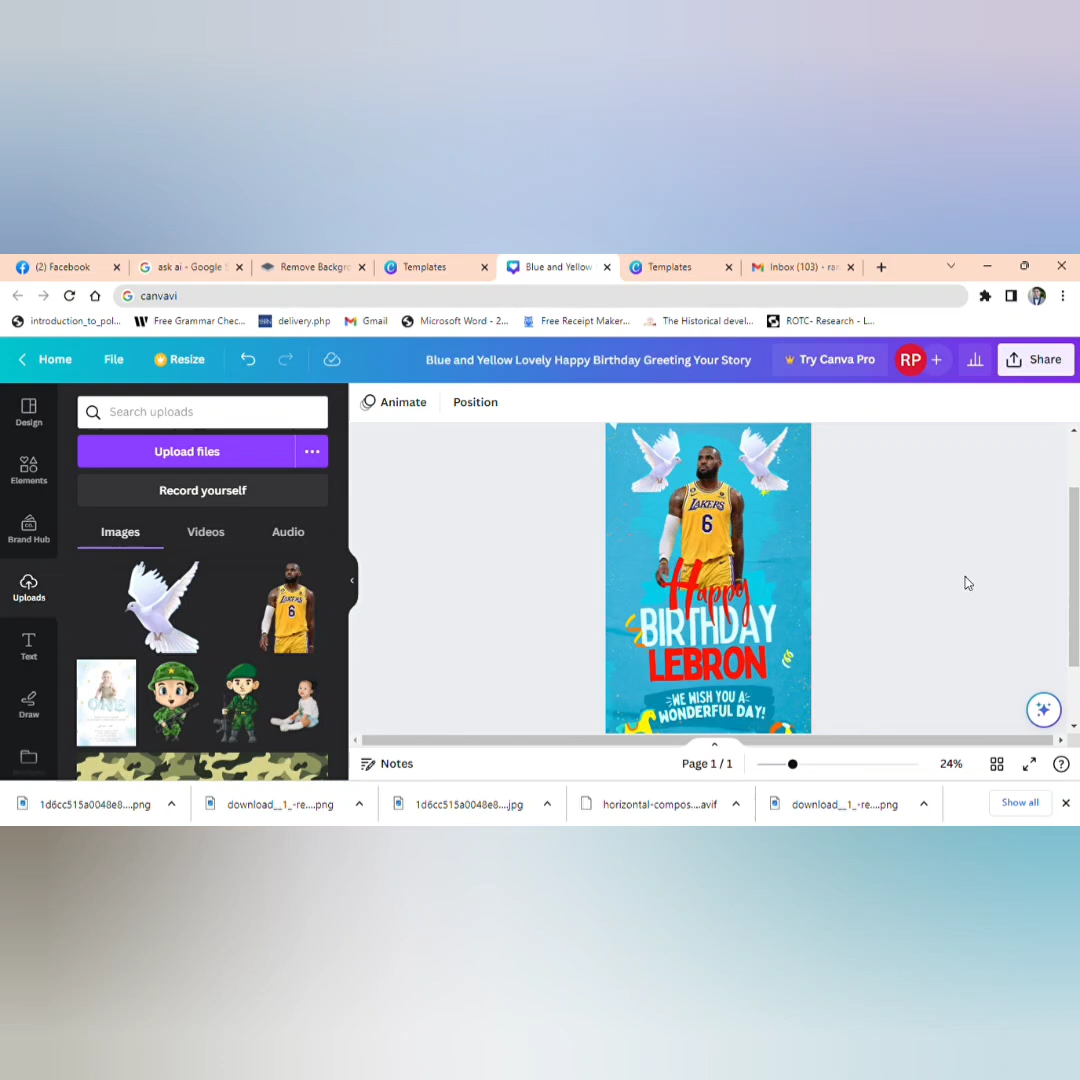 (2) Facebook
ask ai - Google S
Remove Backgro
Templates
Blue and Yellow
Templates
Inbox (103) - rar
canvavi
introduction_to_pol...
Free Grammar Chec...
delivery.php
Gmail
Microsoft Word - 2...
Free Receipt Maker...
The Historical devel...
ROTC- Research - L...
Home
File
Resize
Blue and Yellow Lovely Happy Birthday Greeting Your Story
Try Canva Pro
RP
Share
Design
Elements
Brand Hub
Uploads
Text
Draw
Search uploads
Upload files
Record yourself
Images
Videos
Audio
LAKERS
6
ONE
Animate
Position
LAKERS
6
Happy
BIRTHDAY
LEBRON
WE WISH YOU A
WONDERFUL DAY!
Notes
Page 1 / 1
24%
1d6cc515a0048e8....png
download__1_-re....png
1d6cc515a0048e8....jpg
horizontal-compos....avif
download__1_-re....png
Show all